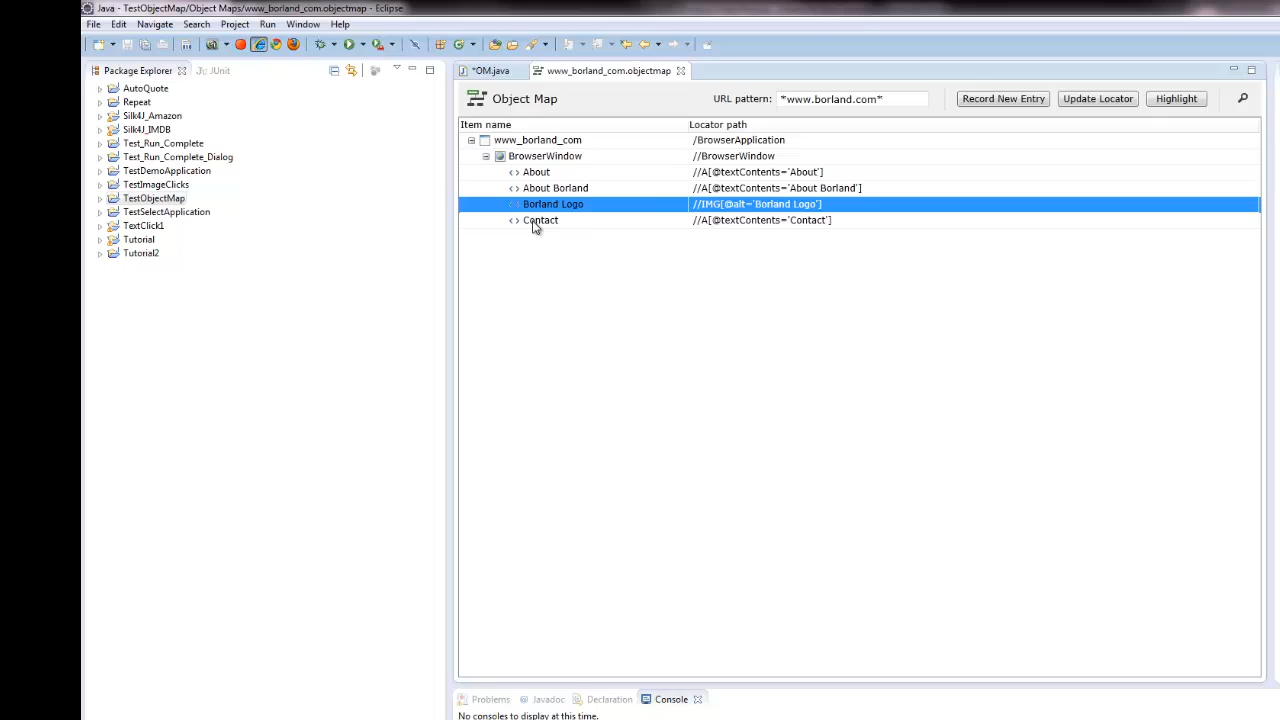 Java - TestObjectMap/Object Maps/www_borland_com.objectmap - Eclipse
File Edit Navigate Search Project Run Window Help
Package Explorer JUnit
*OM.java www_borland_com.objectmap
AutoQuote
Repeat
Silk4J_Amazon
Silk4J_IMDB
Test_Run_Complete
Test_Run_Complete_Dialog
TestDemoApplication
TestImageClicks
TestObjectMap
TestSelectApplication
TextClick1
Tutorial
Tutorial2
Object Map URL pattern: *www.borland.com* Record New Entry Update Locator Highlight
Item name Locator path
www_borland_com /BrowserApplication
BrowserWindow //BrowserWindow
About //A[@textContents='About']
About Borland //A[@textContents='About Borland']
Borland Logo //IMG[@alt='Borland Logo']
Contact //A[@textContents='Contact']
Problems @ Javadoc Declaration Console
No consoles to display at this time.